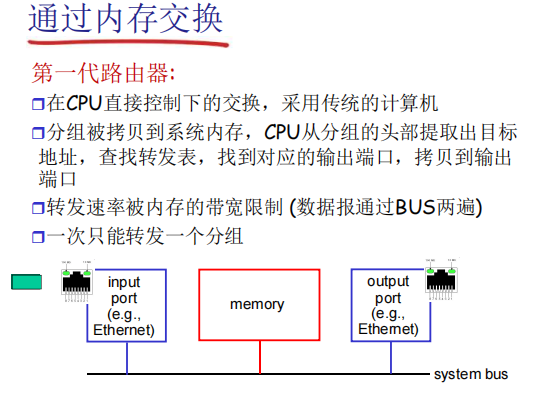 通过内存交换
第一代路由器:
在CPU直接控制下的交换，采用传统的计算机
分组被拷贝到系统内存，CPU从分组的头部提取出目标
地址，查找转发表，找到对应的输出端口，拷贝到输出
端口
转发速率被内存的带宽限制 (数据报通过BUS两遍)
一次只能转发一个分组
input
port
(e.g.,
Ethernet)
memory
output
port
(e.g.,
Ethernet)
system bus